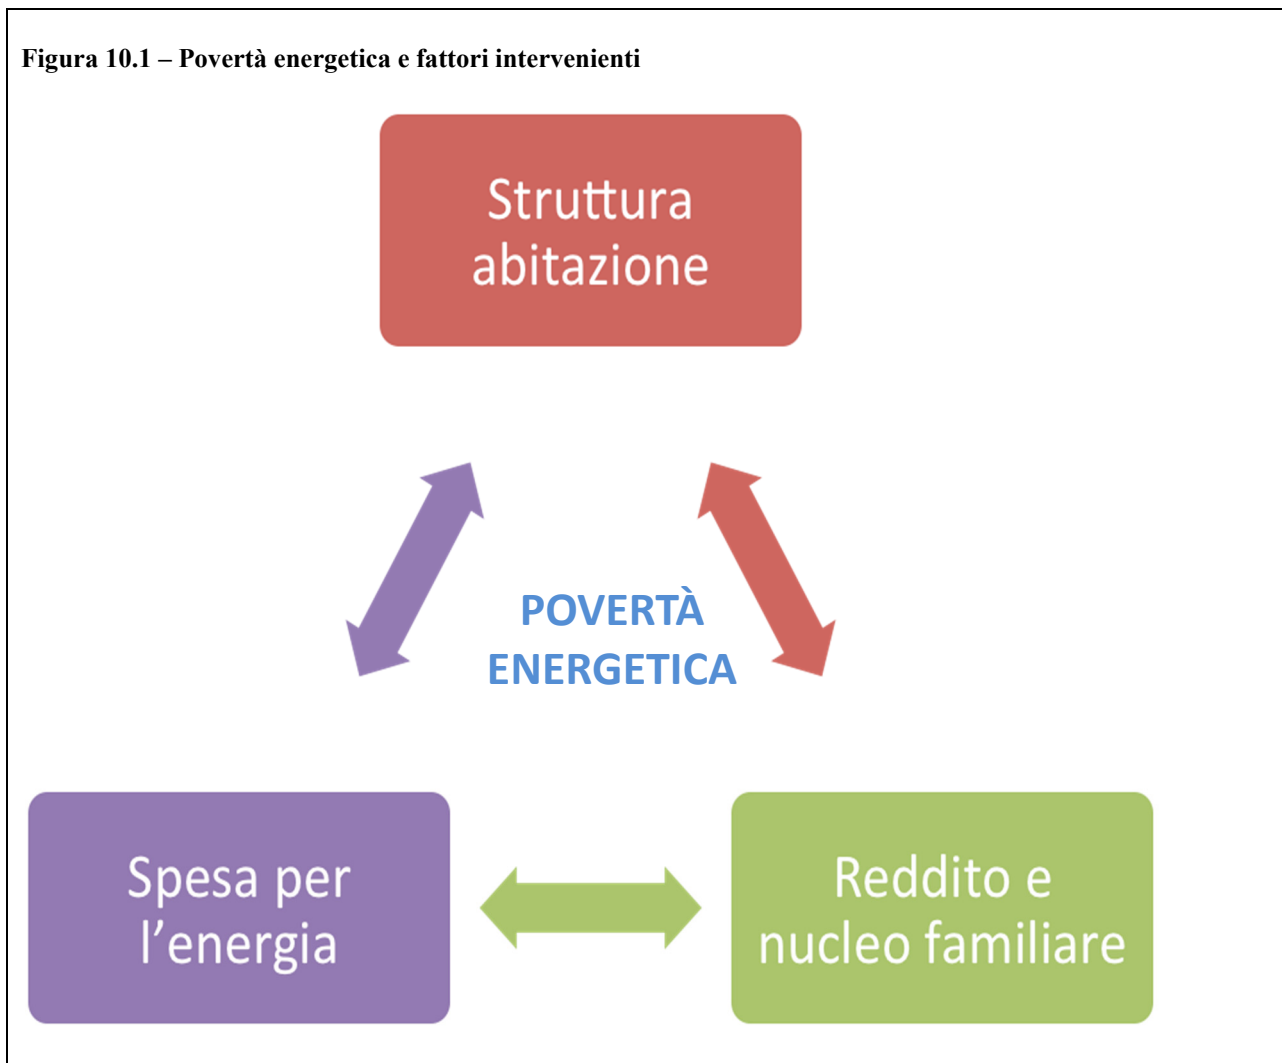 Figura 10.1 – Povertà energetica e fattori intervenienti
Struttura
abitazione
POVERTÀ
ENERGETICA
Spesa per
l’energia
Reddito e
nucleo familiare